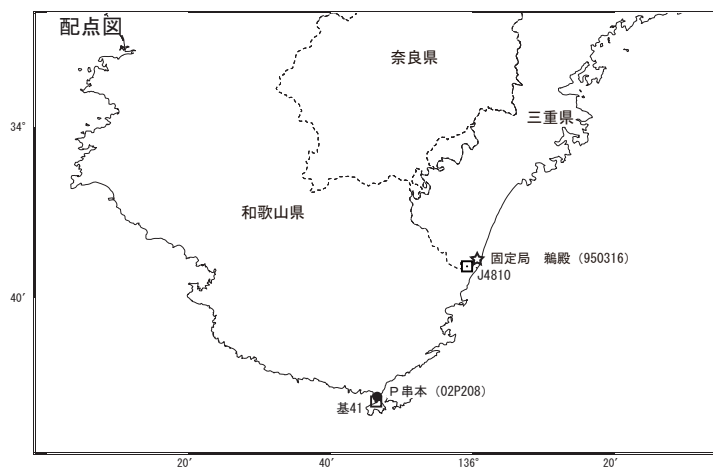 配点図
奈良県
34°
三重県
和歌山県
固定局 鵜殿（950316）
J4810
40′
P串本（02P208）
基41
20′
40′
136°
20′